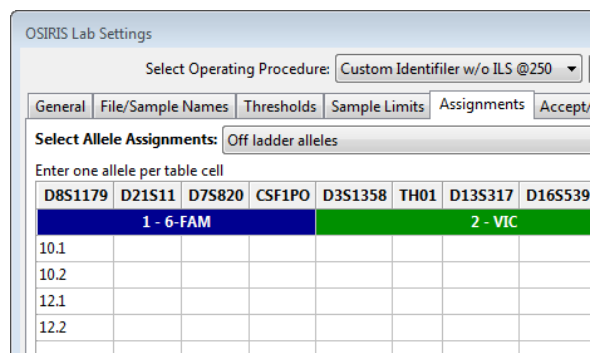 OSIRIS Lab Settings
Select Operating Procedure: Custom Identifiler w/o ILS @250
General File/Sample Names Thresholds Sample Limits Assignments Accept/
Select Allele Assignments: Off ladder alleles
Enter one allele per table cell
D8S1179 D21S11 D7S820 CSF1PO D3S1358 TH01 D13S317 D16S539
1 - 6-FAM 2 - VIC
10.1
10.2
12.1
12.2